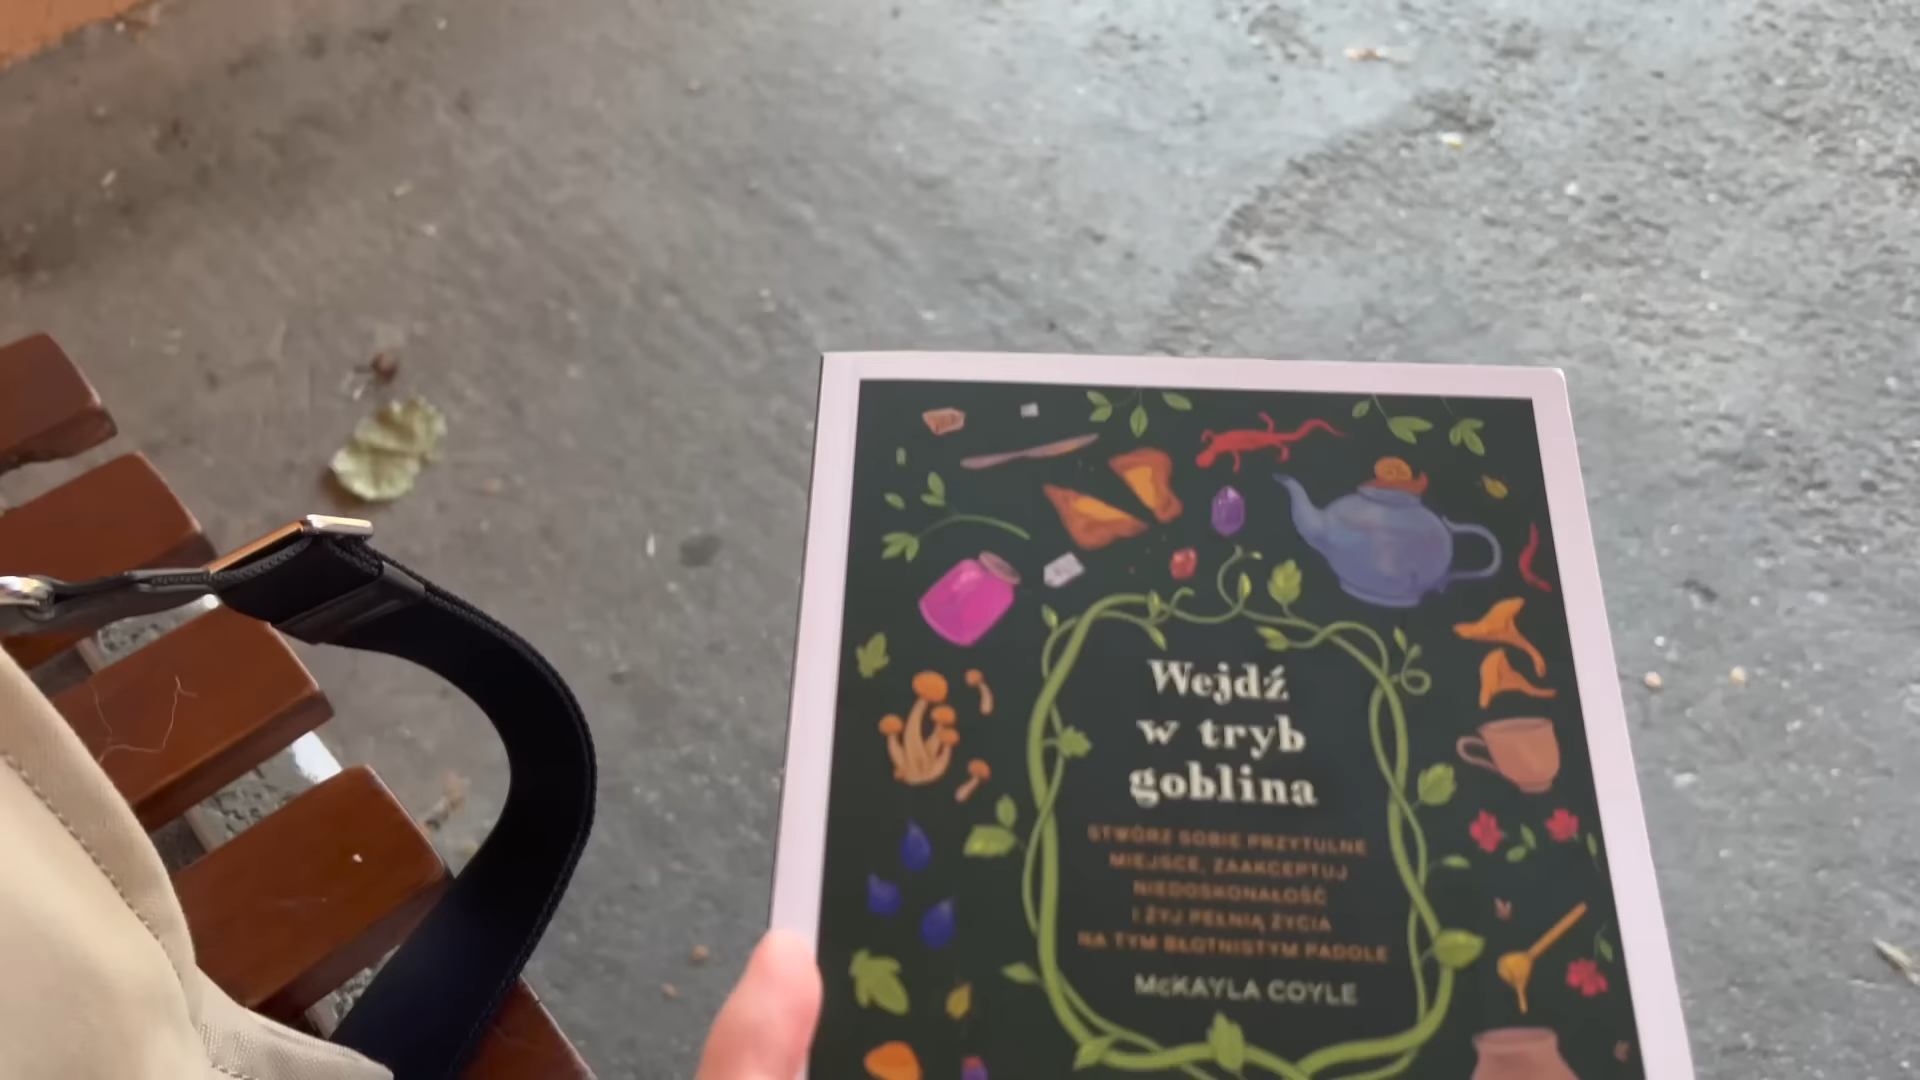 Wejdź
w tryb
goblina
STWÓRZ SOBIE PRZYTULNE
MIEJSCE, ZAAKCEPTUJ
NIEDOSKONAŁOŚĆ
I ŻYJ PEŁNIĄ ŻYCIA
NA TYM BŁOTNISTYM PADOLE
McKAYLA COYLE